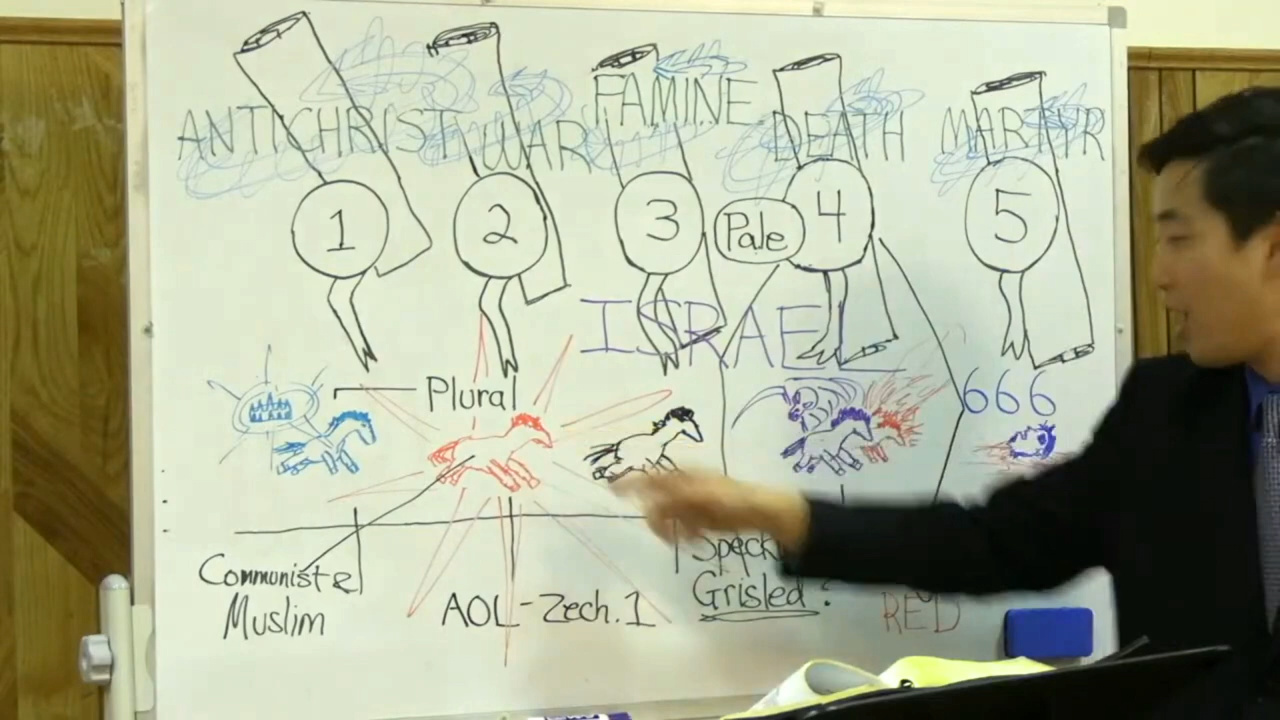 ANTICHRIST WAR FAMINE DEATH MARTYR
1 2 3 Pale 4 5
ISRAEL
Plural
666
Communist &
Muslim
AOL-Zech. 1
Grisled?
RED